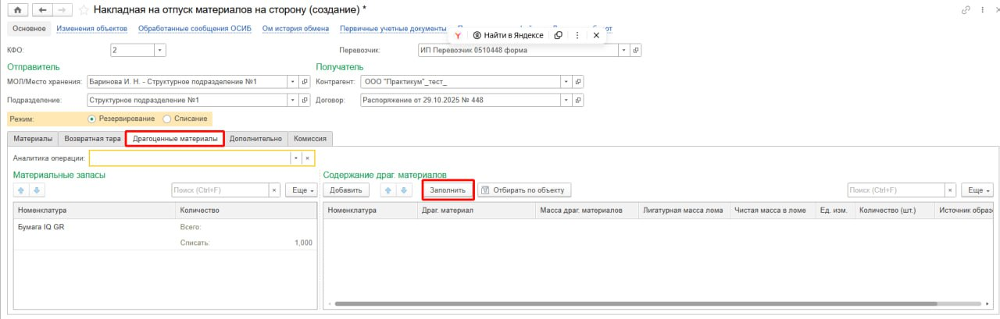 Накладная на отпуск материалов на сторону (создание) *
Основное Изменения объектов Обработанные сообщения ОСИБ Ом история обмена Первичные учетные документы
Найти в Яндексе
КФО: 2 Перевозчик: ИП Перевозчик 0510448 форма
Отправитель Получатель
МОЛ/Место хранения: Баринова И. Н. - Структурное подразделение №1 Контрагент: ООО "Практикум"_тест_
Подразделение: Структурное подразделение №1 Договор: Распоряжение от 29.10.2025 № 448
Режим: Резервирование Списание
Материалы Возвратная тара Драгоценные материалы Дополнительно Комиссия
Аналитика операции:
Материальные запасы Содержание драг. материалов
Поиск (Ctrl+F) × Еще Добавить Заполнить Отбирать по объекту Поиск (Ctrl+F) × Еще
Номенклатура Количество Номенклатура Драг. материал Масса драг. материалов Лигатурная масса лома Чистая масса в ломе Ед. изм. Количество (шт.) Источник образо
Бумага IQ GR Всего:
Списать: 1,000